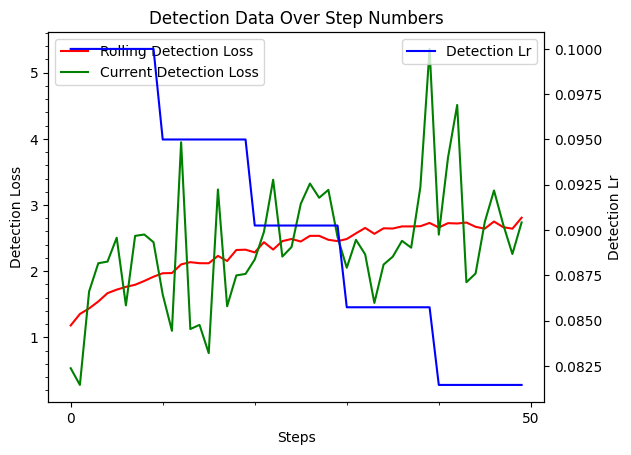 Detection Data Over Step Numbers
Rolling Detection Loss
Current Detection Loss
Detection Lr
5
4
3
2
1
Detection Loss
0.1000
0.0975
0.0950
0.0925
0.0900
0.0875
0.0850
0.0825
Detection Lr
0
50
Steps